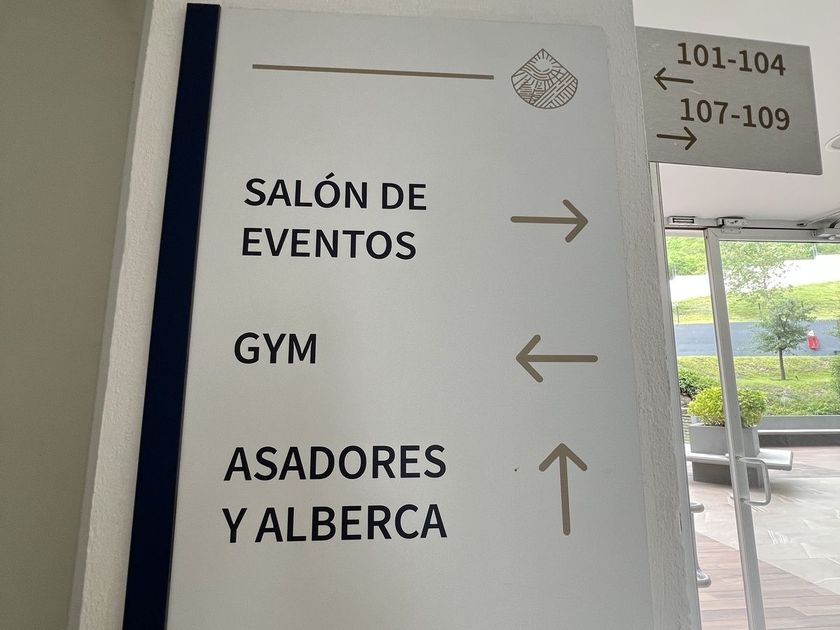 SALÓN DE
EVENTOS
GYM
ASADORES
Y ALBERCA
101-104
107-109